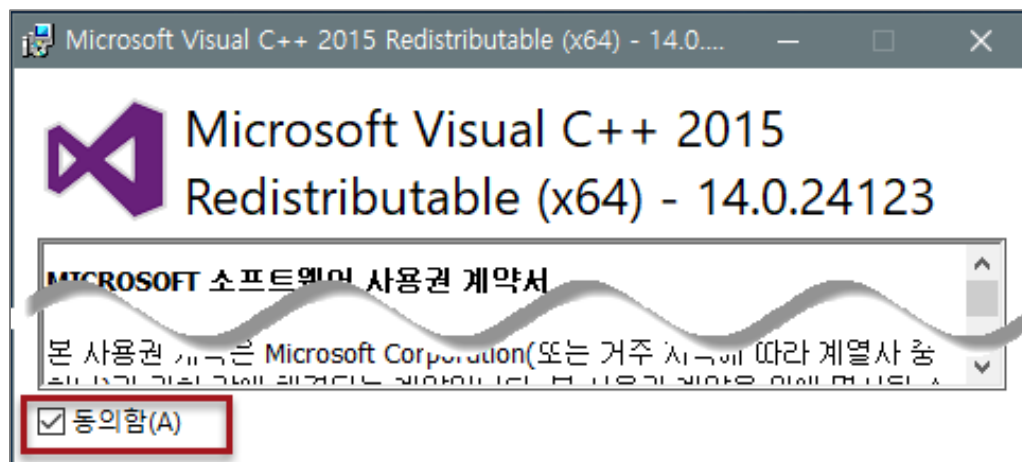 Microsoft Visual C++ 2015 Redistributable (x64) - 14.0....
Microsoft Visual C++ 2015
Redistributable (x64) - 14.0.24123
MICROSOFT 소프트웨어 사용권 계약서
본 사용권 계약은 Microsoft Corporation(또는 거주 지역에 따라 계열사 중
동의함(A)